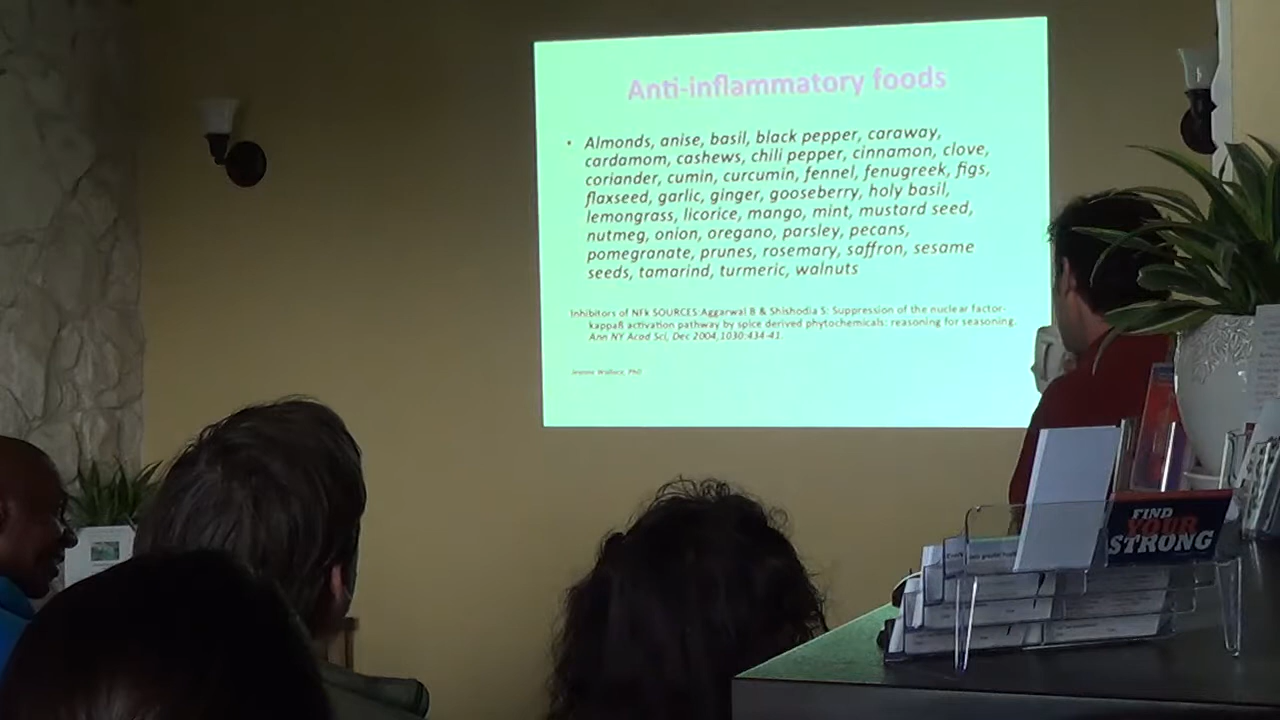 Anti-inflammatory foods
• Almonds, anise, basil, black pepper, caraway,
cardamom, cashews, chili pepper, cinnamon, clove,
coriander, cumin, curcumin, fennel, fenugreek, figs,
flaxseed, garlic, ginger, gooseberry, holy basil,
lemongrass, licorice, mango, mint, mustard seed,
nutmeg, onion, oregano, parsley, pecans,
pomegranate, prunes, rosemary, saffron, sesame
seeds, tamarind, turmeric, walnuts
Inhibitors of NFk SOURCES:Aggarwal B & Shishodia S: Suppression of the nuclear factor-
kappaB activation pathway by spice derived phytochemicals: reasoning for seasoning.
Ann NY Acad Sci, Dec 2004,1030:434-41.
Jeanne Wallace, PhD
FIND
YOUR
STRONG